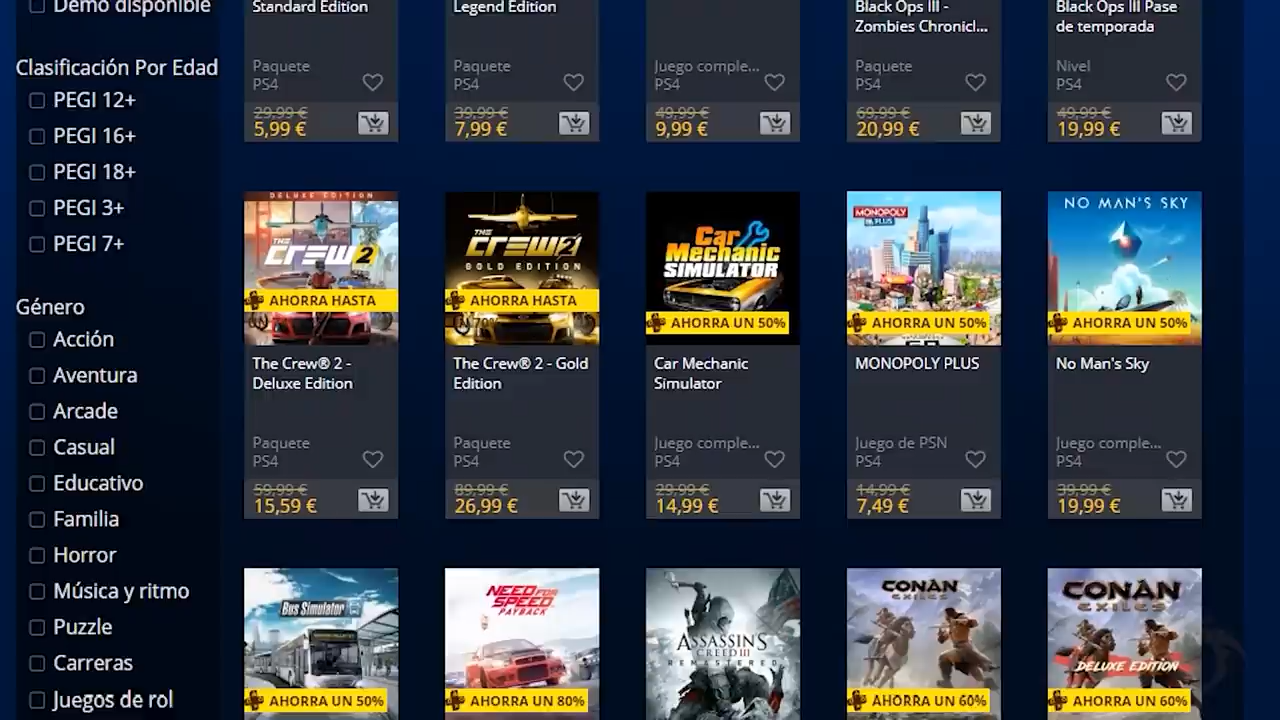 Demo disponible
Clasificación Por Edad
PEGI 12+
PEGI 16+
PEGI 18+
PEGI 3+
PEGI 7+
Género
Acción
Aventura
Arcade
Casual
Educativo
Familia
Horror
Música y ritmo
Puzzle
Carreras
Juegos de rol
Standard Edition
Paquete
PS4
29,99 €
5,99 €
Legend Edition
Paquete
PS4
39,99 €
7,99 €
Juego comple...
PS4
49,99 €
9,99 €
Black Ops III -
Zombies Chronicl...
Paquete
PS4
69,99 €
20,99 €
Black Ops III Pase
de temporada
Nivel
PS4
49,99 €
19,99 €
DELUXE EDITION
THE
CREW 2
AHORRA HASTA
The Crew® 2 -
Deluxe Edition
Paquete
PS4
59,99 €
15,59 €
THE
CREW 2
GOLD EDITION
AHORRA HASTA
The Crew® 2 - Gold
Edition
Paquete
PS4
89,99 €
26,99 €
Car
Mechanic
SIMULATOR
AHORRA UN 50%
Car Mechanic
Simulator
Juego comple...
PS4
29,99 €
14,99 €
MONOPOLY
PLUS
AHORRA UN 50%
MONOPOLY PLUS
Juego de PSN
PS4
14,99 €
7,49 €
NO MAN'S SKY
AHORRA UN 50%
No Man's Sky
Juego comple...
PS4
39,99 €
19,99 €
Bus Simulator
AHORRA UN 50%
NEED FOR
SPEED
PAYBACK
AHORRA UN 80%
ASSASSIN'S
CREED III
REMASTERED
CONAN
EXILES
AHORRA UN 60%
CONAN
EXILES
DELUXE EDITION
AHORRA UN 60%